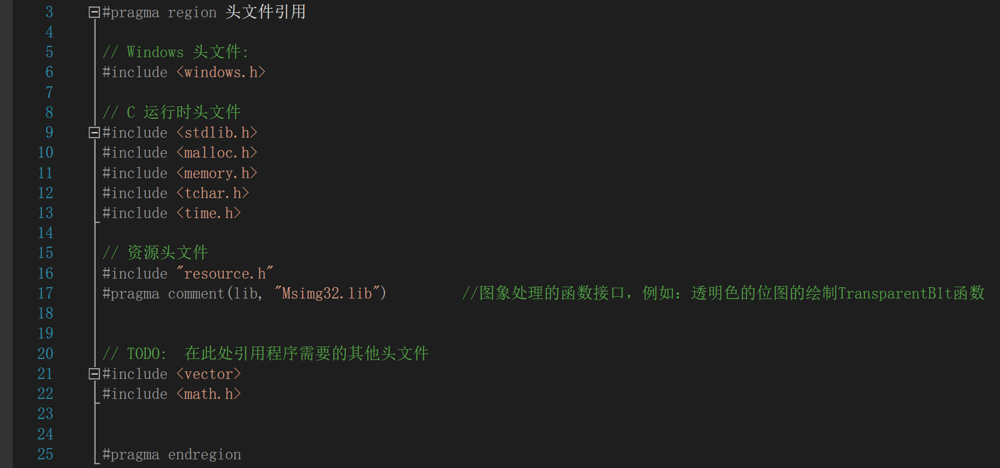 3 #pragma region 头文件引用
4
5 // Windows 头文件:
6 #include <windows.h>
7
8 // C 运行时头文件
9 #include <stdlib.h>
10 #include <malloc.h>
11 #include <memory.h>
12 #include <tchar.h>
13 #include <time.h>
14
15 // 资源头文件
16 #include "resource.h"
17 #pragma comment(lib, "Msimg32.lib") //图象处理的函数接口，例如：透明色的位图的绘制TransparentBlt函数
18
19
20 // TODO: 在此处引用程序需要的其他头文件
21 #include <vector>
22 #include <math.h>
23
24
25 #pragma endregion